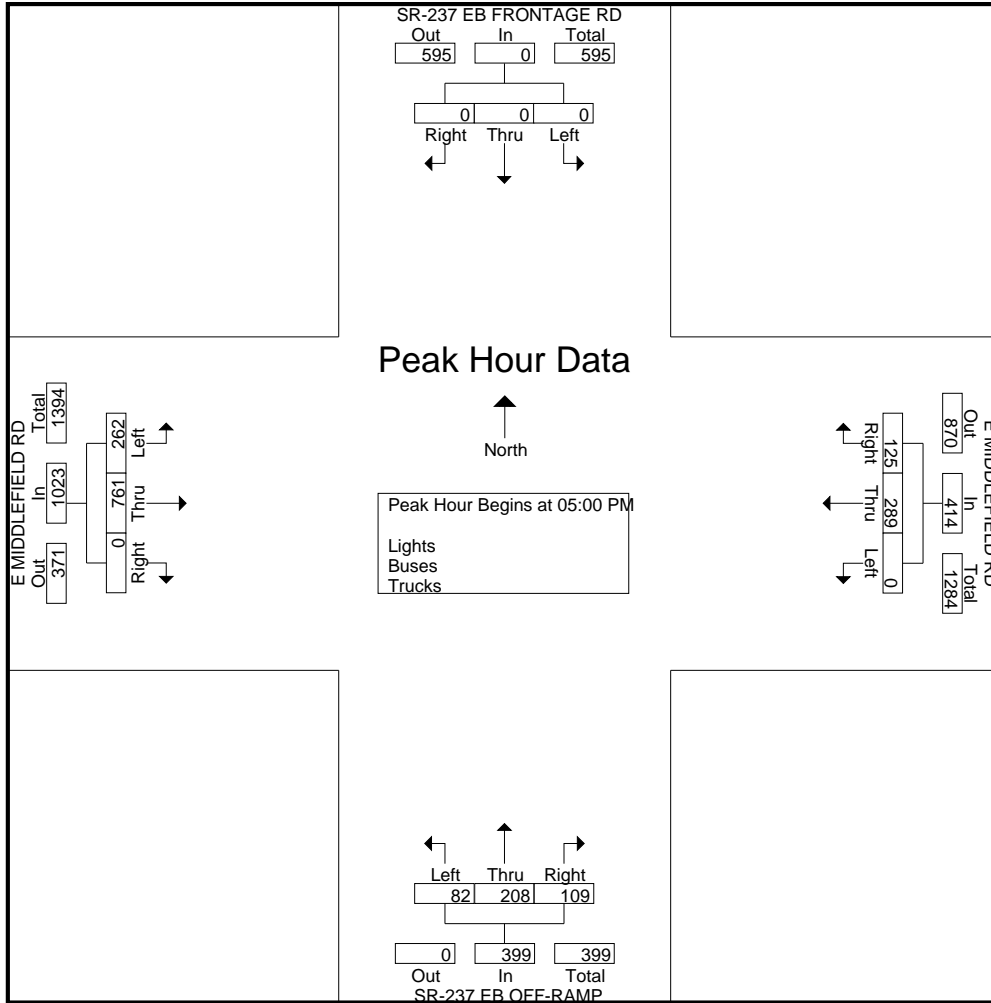 SR-237 EB FRONTAGE RD
Out In Total
595 0 595
0 0 0
Right Thru Left
Peak Hour Data
North
Peak Hour Begins at 05:00 PM
Lights
Buses
Trucks
E MIDDLEFIELD RD
Out In Total
371 1023 1394
0 761 262
Right Thru Left
E MIDDLEFIELD RD
Out In Total
870 414 1284
125 289 0
Right Thru Left
Left Thru Right
82 208 109
0 399 399
Out In Total
SR-237 EB OFF-RAMP